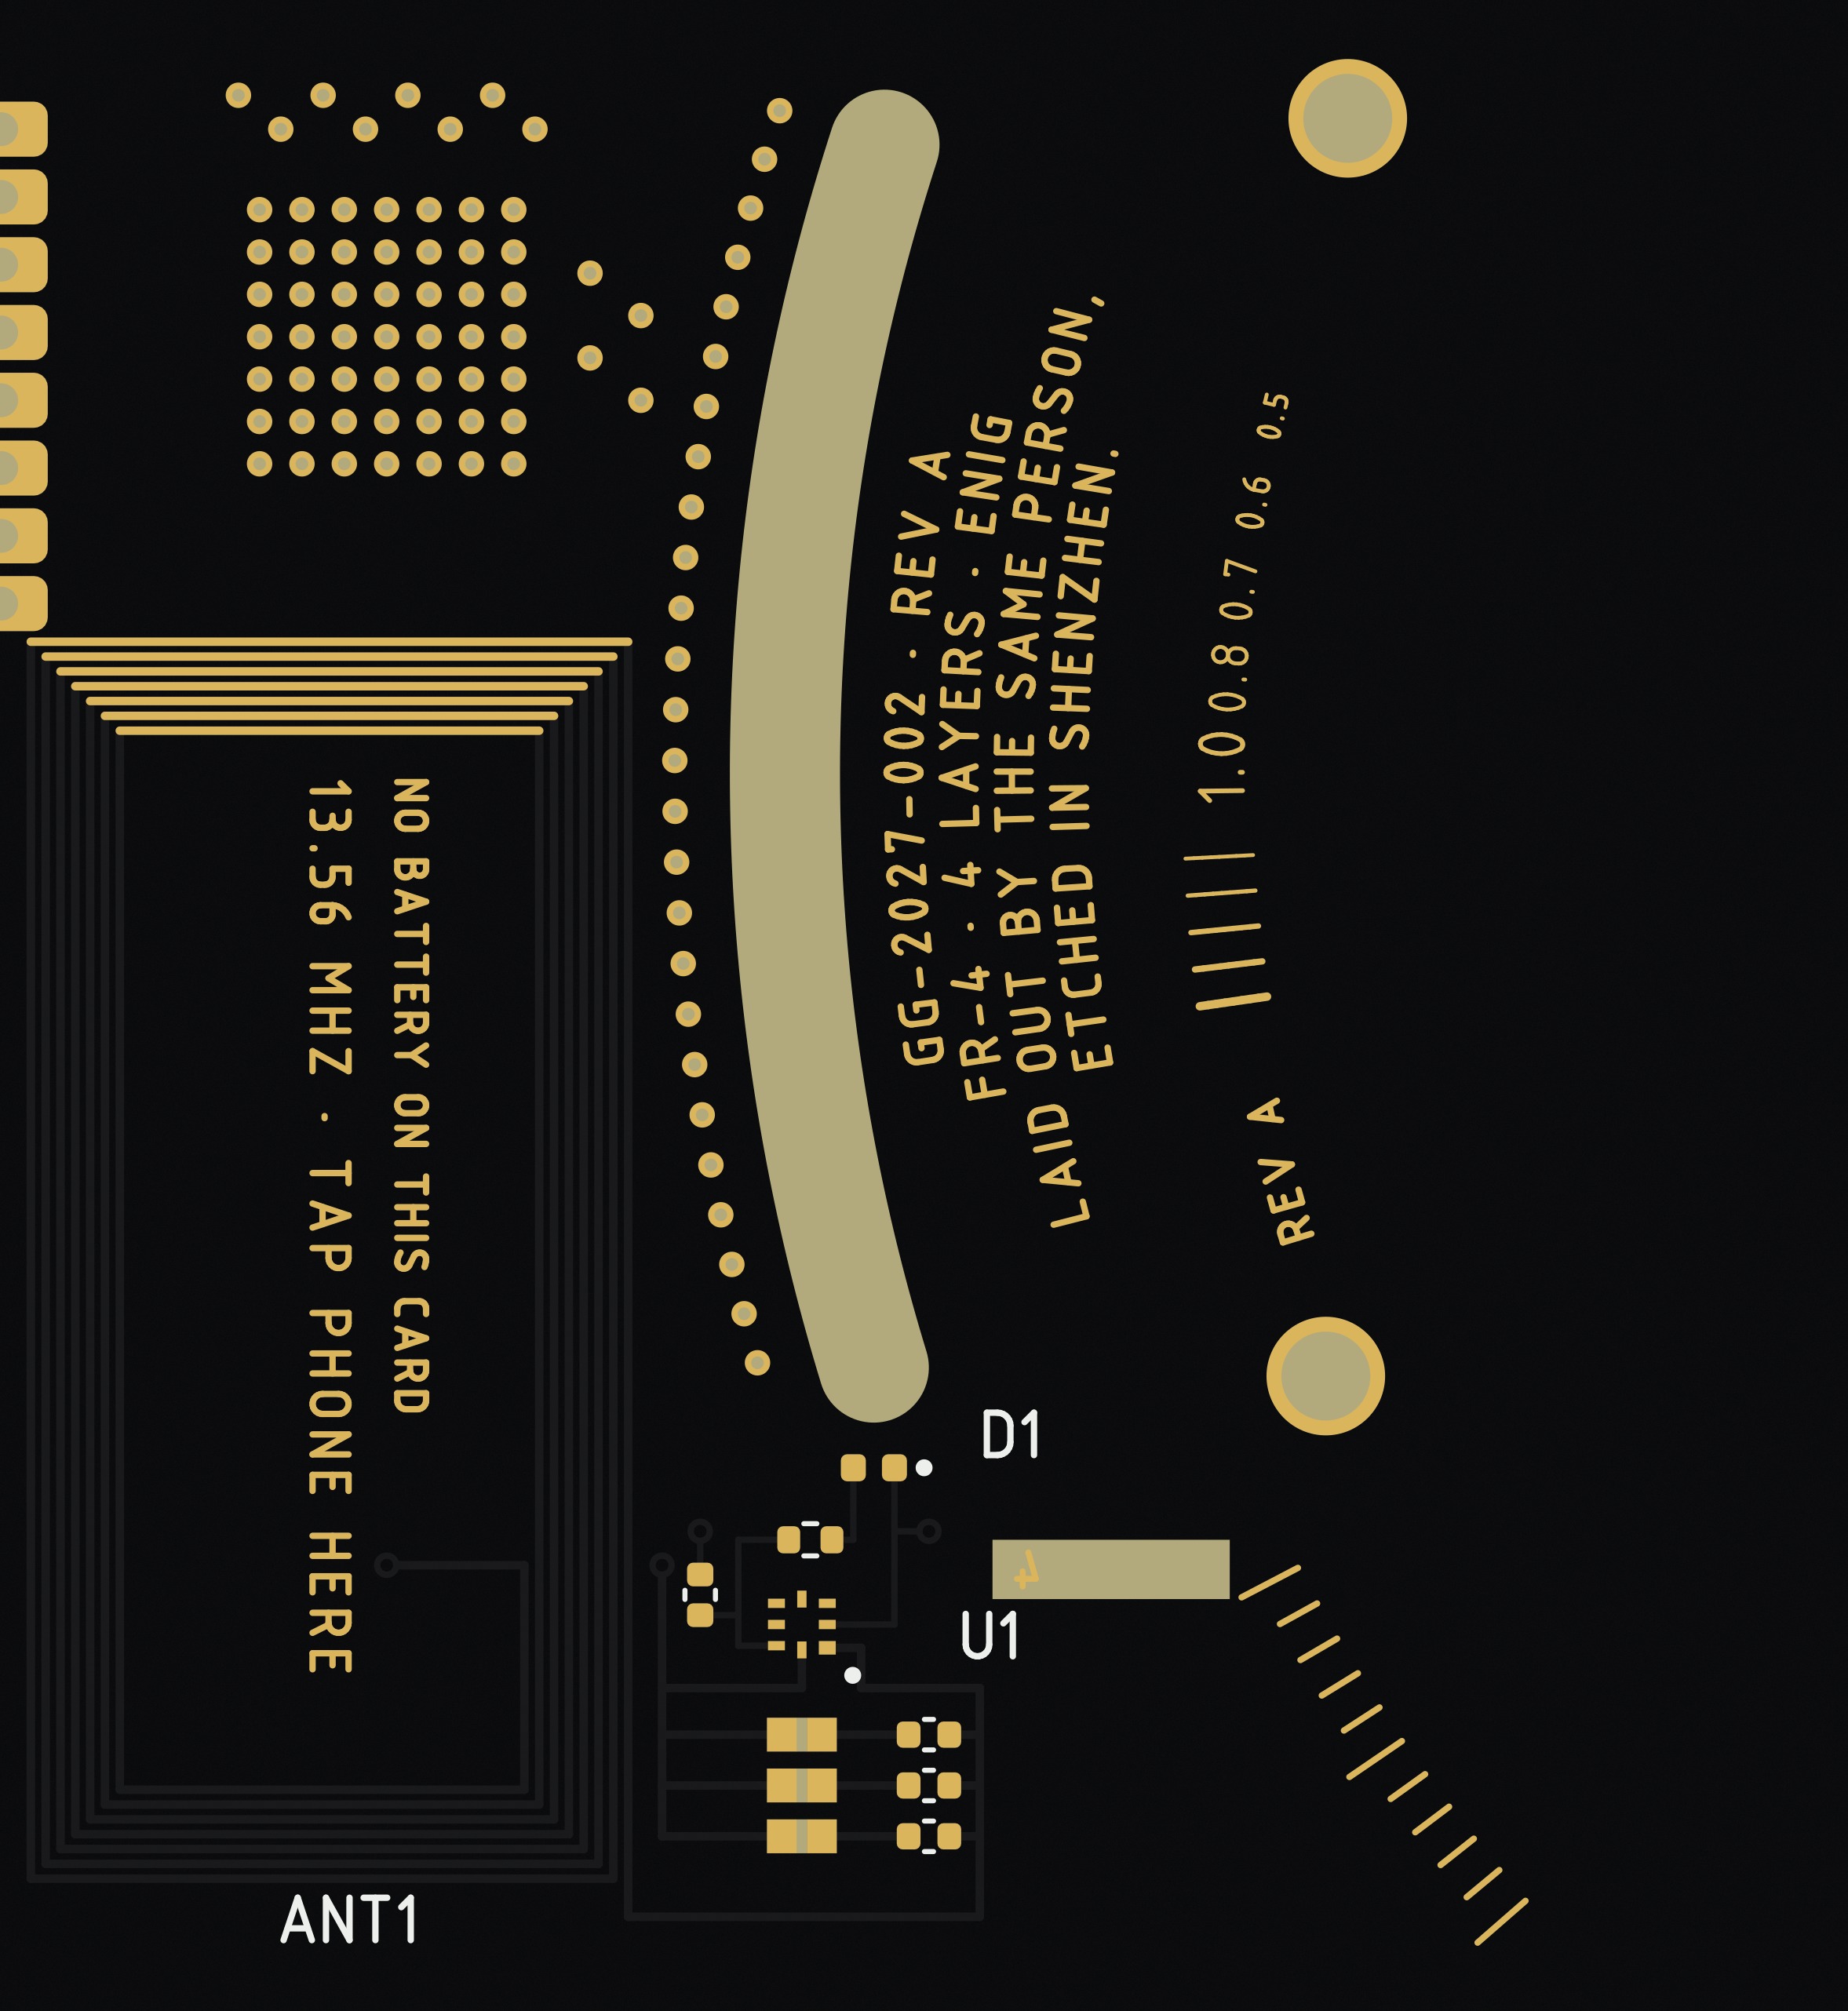 NO BATTERY ON THIS CARD
13.56 MHZ · TAP PHONE HERE
GG-2027-002 · REV A
FR-4 · 4 LAYERS · ENIG
LAID OUT BY THE SAME PERSON,
ETCHED IN SHENZHEN.
1.0 0.8 0.7 0.6 0.5
REV A
D1
4
U1
ANT1